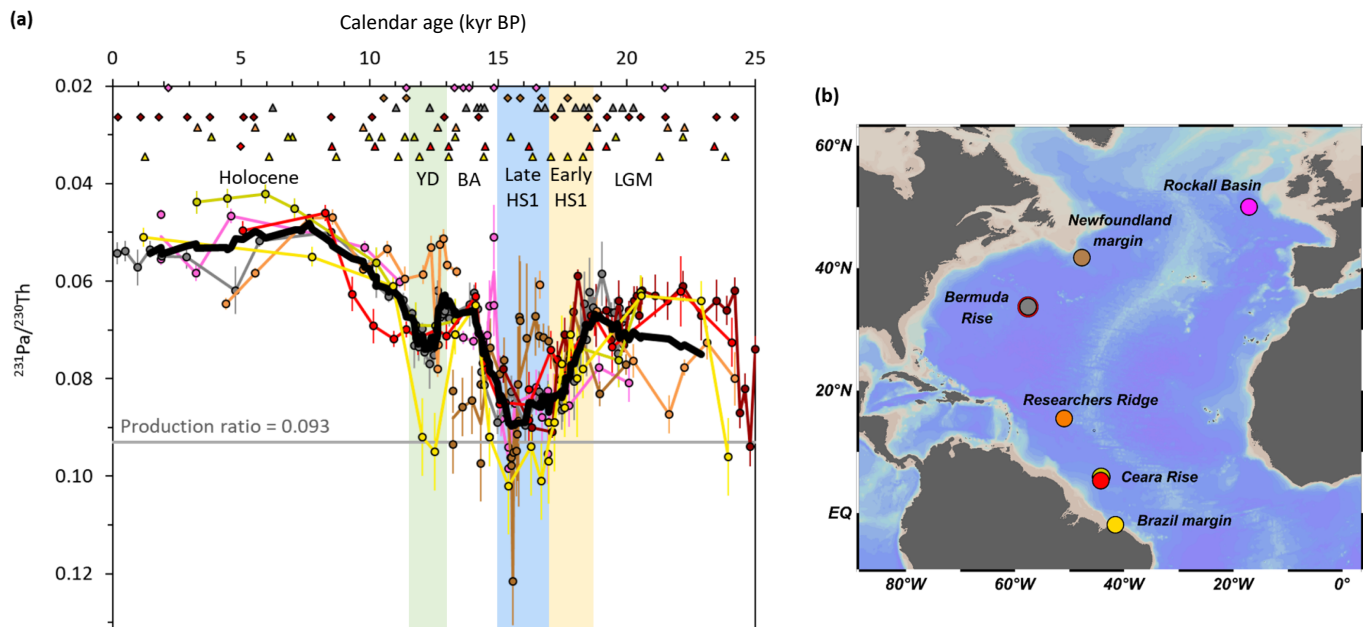 (a)
Calendar age (kyr BP)
0 5 10 15 20 25
0.02
0.04
0.06
0.08
0.10
0.12
²³¹Pa/²³⁰Th
Holocene
YD
BA
Late
HS1
Early
HS1
LGM
Production ratio = 0.093
(b)
60°N
40°N
20°N
EQ
Rockall Basin
Newfoundland
margin
Bermuda
Rise
Researchers Ridge
Ceara Rise
Brazil margin
80°W 60°W 40°W 20°W 0°